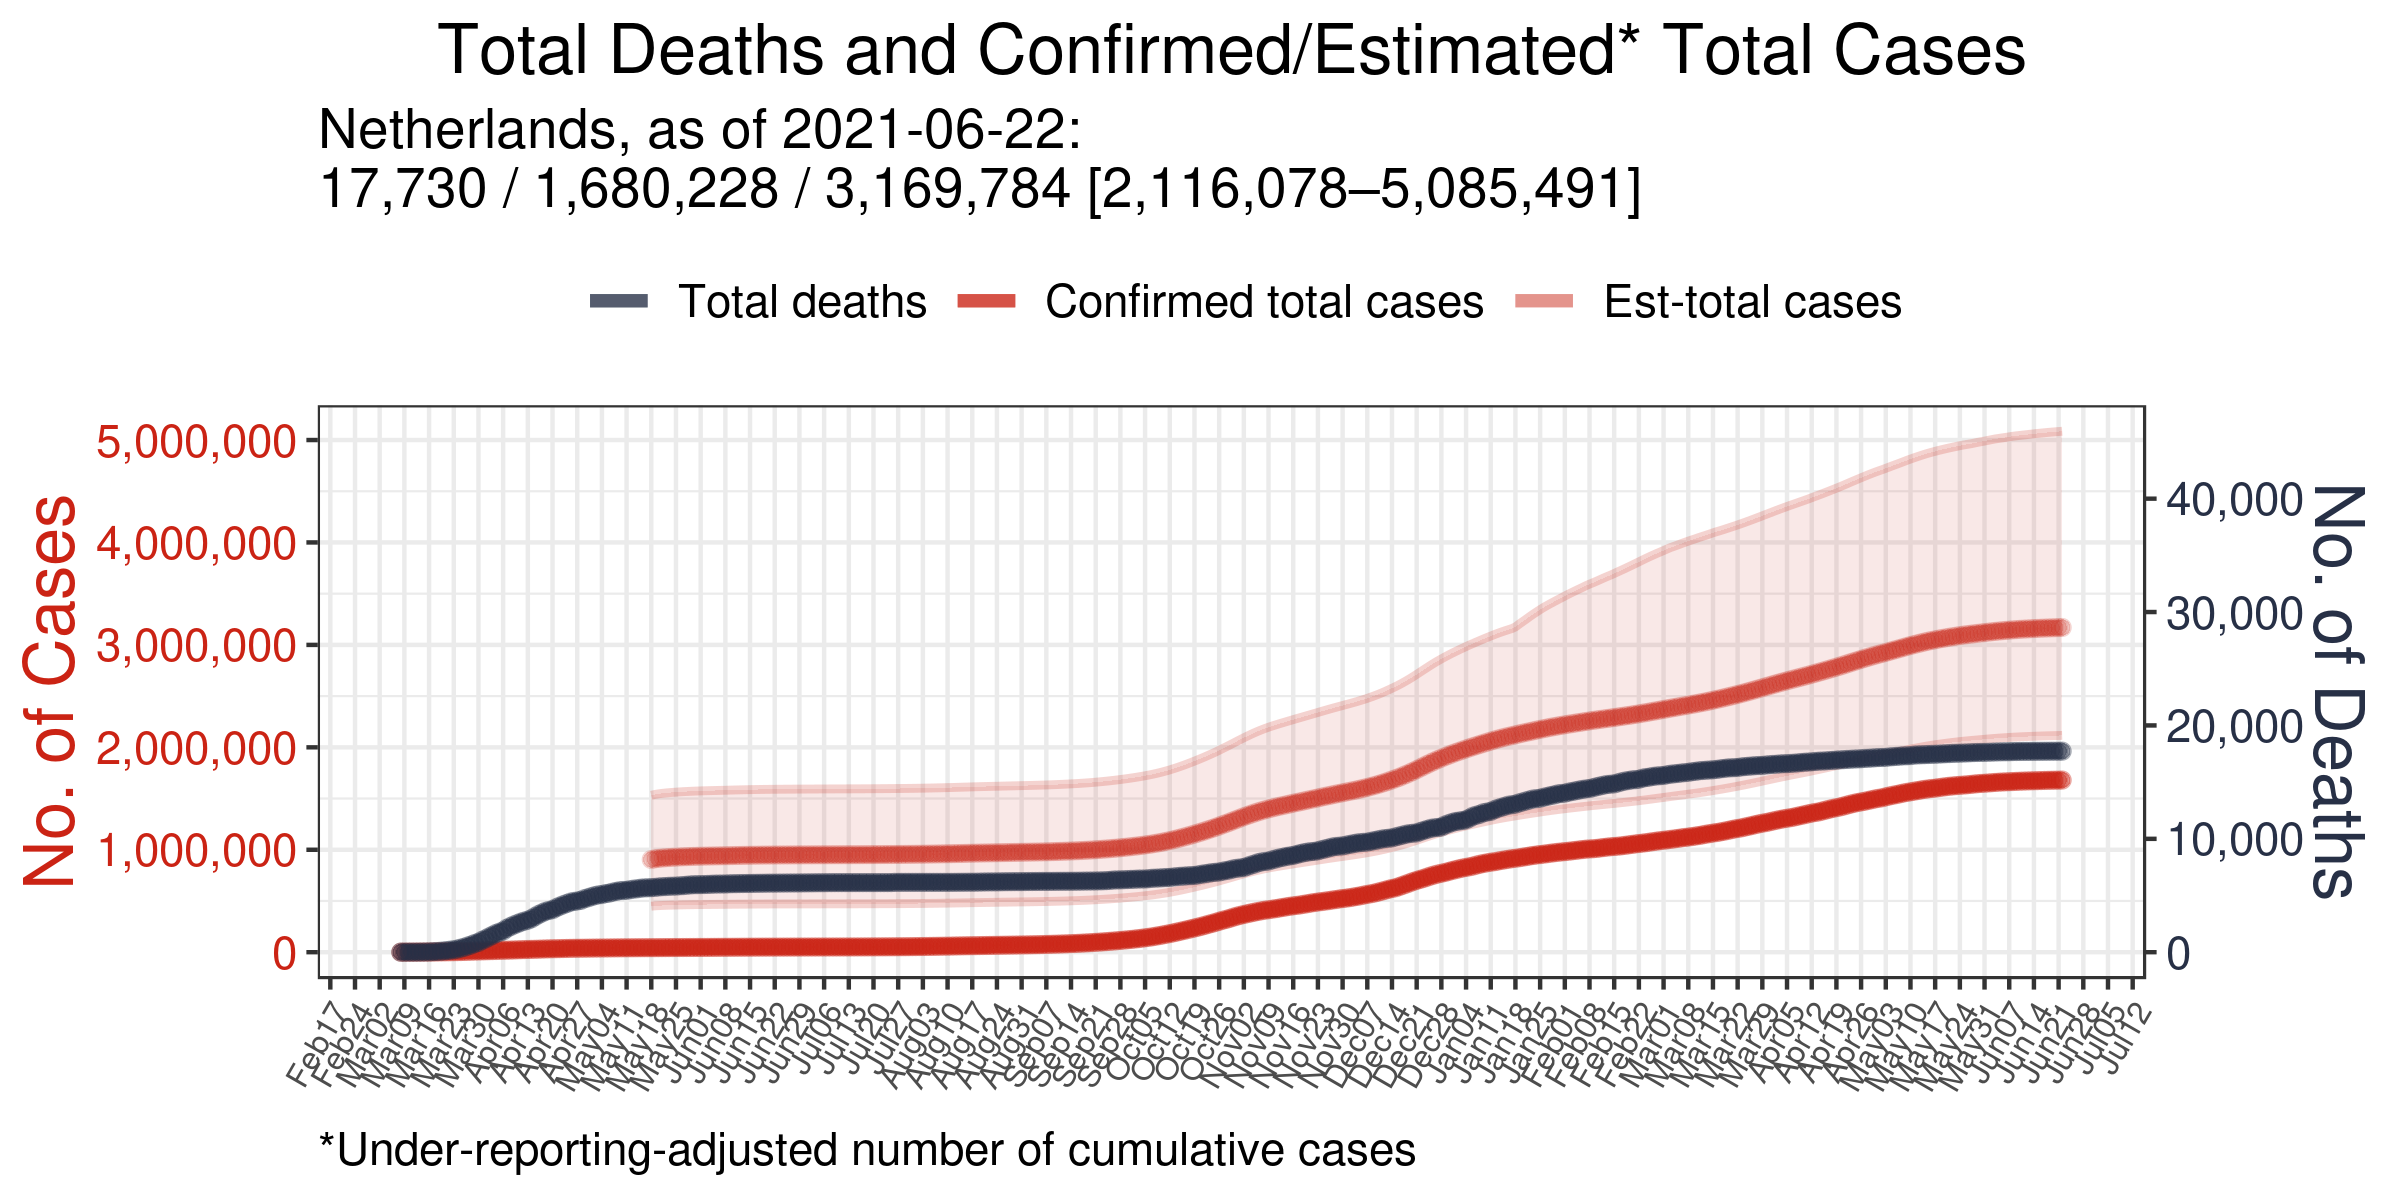 Total Deaths and Confirmed/Estimated* Total Cases
Netherlands, as of 2021-06-22:
17,730 / 1,680,228 / 3,169,784 [2,116,078–5,085,491]
Total deaths
Confirmed total cases
Est-total cases
No. of Cases
5,000,000
4,000,000
3,000,000
2,000,000
1,000,000
0
40,000
30,000
20,000
10,000
0
No. of Deaths
Feb17
Feb24
Mar02
Mar09
Mar16
Mar23
Mar30
Apr06
Apr13
Apr20
Apr27
May04
May11
May18
May25
Jun01
Jun08
Jun15
Jun22
Jun29
Jul06
Jul13
Jul20
Jul27
Aug03
Aug10
Aug17
Aug24
Aug31
Sep07
Sep14
Sep21
Sep28
Oct05
Oct12
Oct19
Oct26
Nov02
Nov09
Nov16
Nov23
Nov30
Dec07
Dec14
Dec21
Dec28
Jan04
Jan11
Jan18
Jan25
Feb01
Feb08
Feb15
Feb22
Mar01
Mar08
Mar15
Mar22
Mar29
Apr05
Apr12
Apr19
Apr26
May03
May10
May17
May24
May31
Jun07
Jun14
Jun21
Jun28
Jul05
Jul12
*Under-reporting-adjusted number of cumulative cases